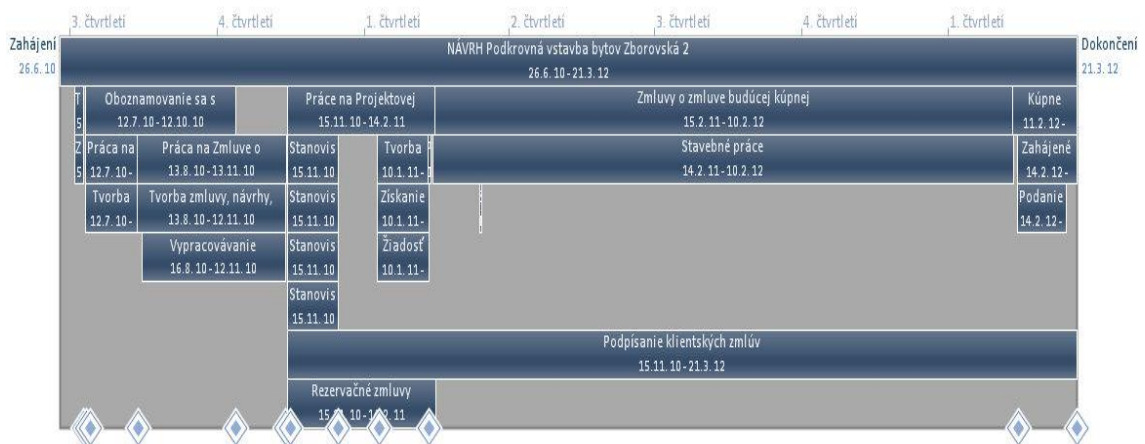 3. čtvrtletí 4. čtvrtletí 1. čtvrtletí 2. čtvrtletí 3. čtvrtletí 4. čtvrtletí 1. čtvrtletí
Zahájení
26.6. 10
NÁVRH Podkrovná vstavba bytov Zborovská 2
26.6. 10 - 21.3. 12
Dokončení
21.3. 12
T
5
Oboznamovanie sa s
12.7. 10 - 12.10. 10
Práce na Projektovej
15.11. 10 - 14.2. 11
Zmluvy o zmluve budúcej kúpnej
15.2. 11 - 10.2. 12
Kúpne
11.2. 12 -
Z
5
Práca na
12.7. 10 -
Práca na Zmluve o
13.8. 10 - 13.11. 10
Stanovis
15.11. 10
Tvorba
10.1. 11 -
Stavebné práce
14.2. 11 - 10.2. 12
Zahájené
14.2. 12 -
Tvorba
12.7. 10 -
Tvorba zmluvy, návrhy,
13.8. 10 - 12.11. 10
Stanovis
15.11. 10
Získanie
10.1. 11 -
Podanie
14.2. 12 -
Vypracovávanie
16.8. 10 - 12.11. 10
Stanovis
15.11. 10
Žiadosť
10.1. 11 -
Stanovis
15.11. 10
Podpísanie klientských zmlúv
15.11. 10 - 21.3. 12
Rezervačné zmluvy